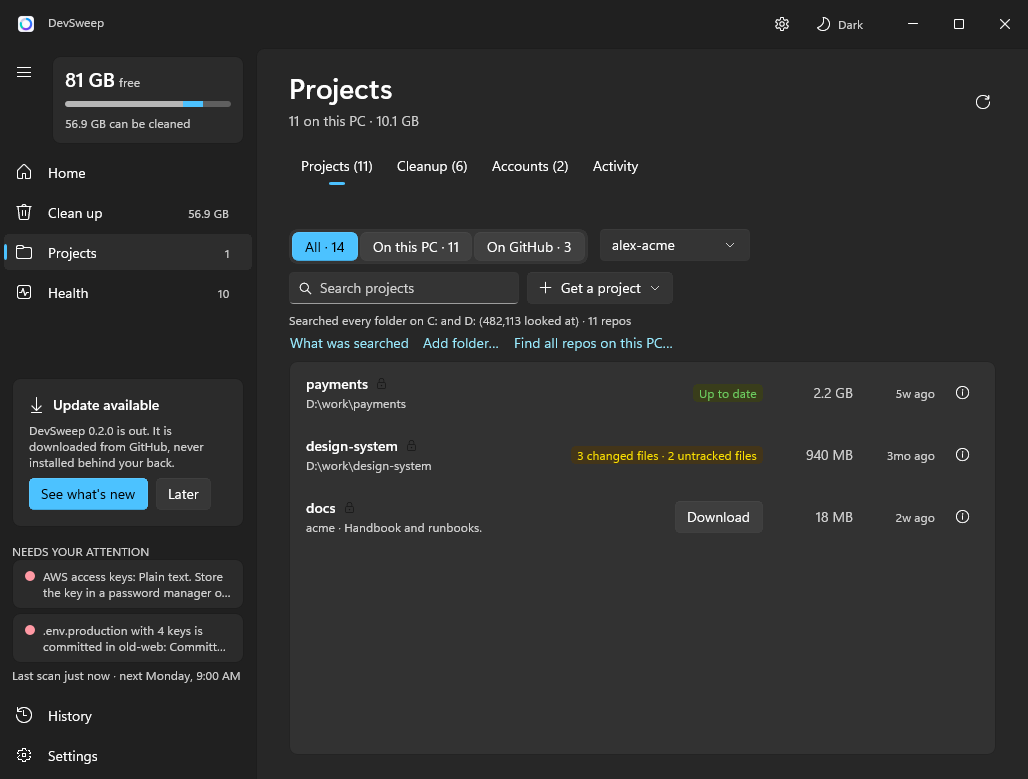 DevSweep
Dark
81 GB free
56.9 GB can be cleaned
Home
Clean up 56.9 GB
Projects 1
Health 10
Update available
DevSweep 0.2.0 is out. It is
downloaded from GitHub, never
installed behind your back.
See what's new Later
NEEDS YOUR ATTENTION
AWS access keys: Plain text. Store
the key in a password manager o...
.env.production with 4 keys is
committed in old-web: Committ...
Last scan just now · next Monday, 9:00 AM
History
Settings
Projects
11 on this PC · 10.1 GB
Projects (11) Cleanup (6) Accounts (2) Activity
All · 14 On this PC · 11 On GitHub · 3 alex-acme
Search projects Get a project
Searched every folder on C: and D: (482,113 looked at) · 11 repos
What was searched Add folder... Find all repos on this PC...
payments
D:\work\payments
Up to date 2.2 GB 5w ago
design-system
D:\work\design-system
3 changed files · 2 untracked files 940 MB 3mo ago
docs
acme · Handbook and runbooks.
Download 18 MB 2w ago